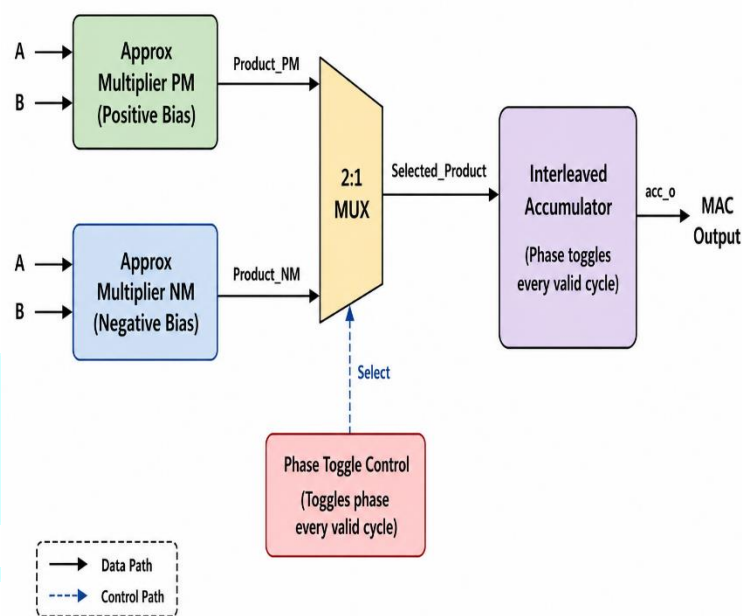 A
B
Approx
Multiplier PM
(Positive Bias)
Product_PM
A
B
Approx
Multiplier NM
(Negative Bias)
Product_NM
2:1
MUX
Select
Selected_Product
Interleaved
Accumulator
(Phase toggles
every valid cycle)
acc_o
MAC
Output
Phase Toggle Control
(Toggles phase
every valid cycle)
Data Path
Control Path